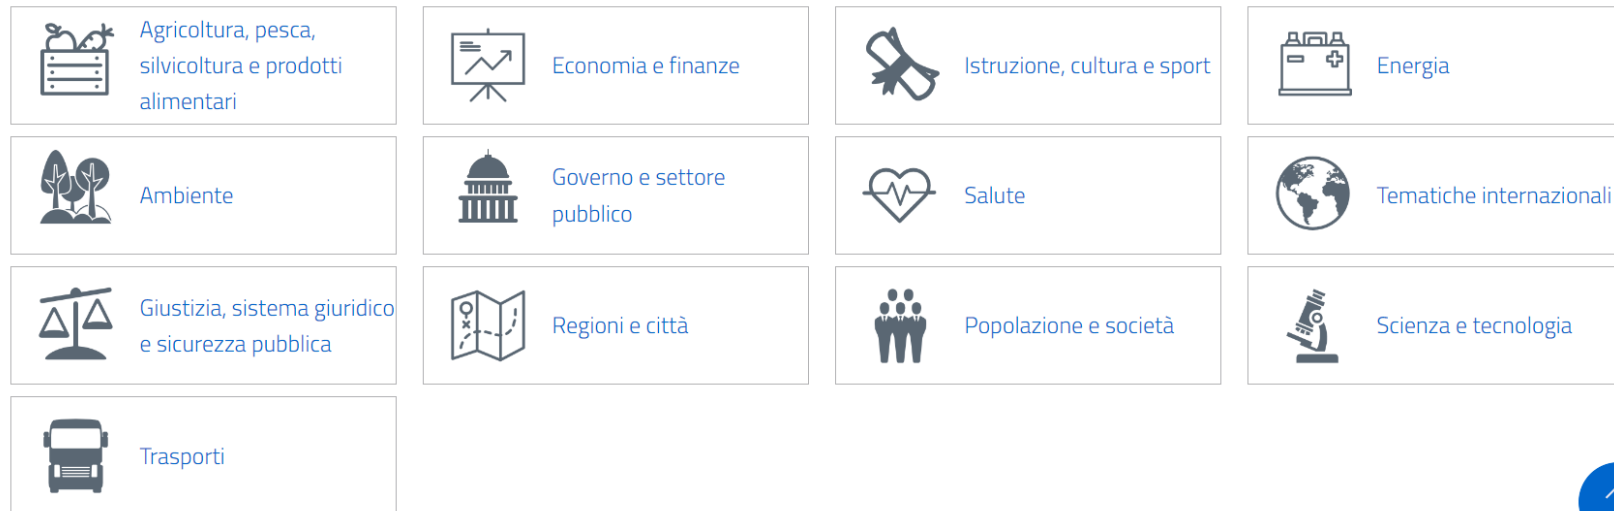 Agricoltura, pesca,
silvicoltura e prodotti
alimentari
Economia e finanze
Istruzione, cultura e sport
Energia
Ambiente
Governo e settore
pubblico
Salute
Tematiche internazionali
Giustizia, sistema giuridico
e sicurezza pubblica
Regioni e città
Popolazione e società
Scienza e tecnologia
Trasporti